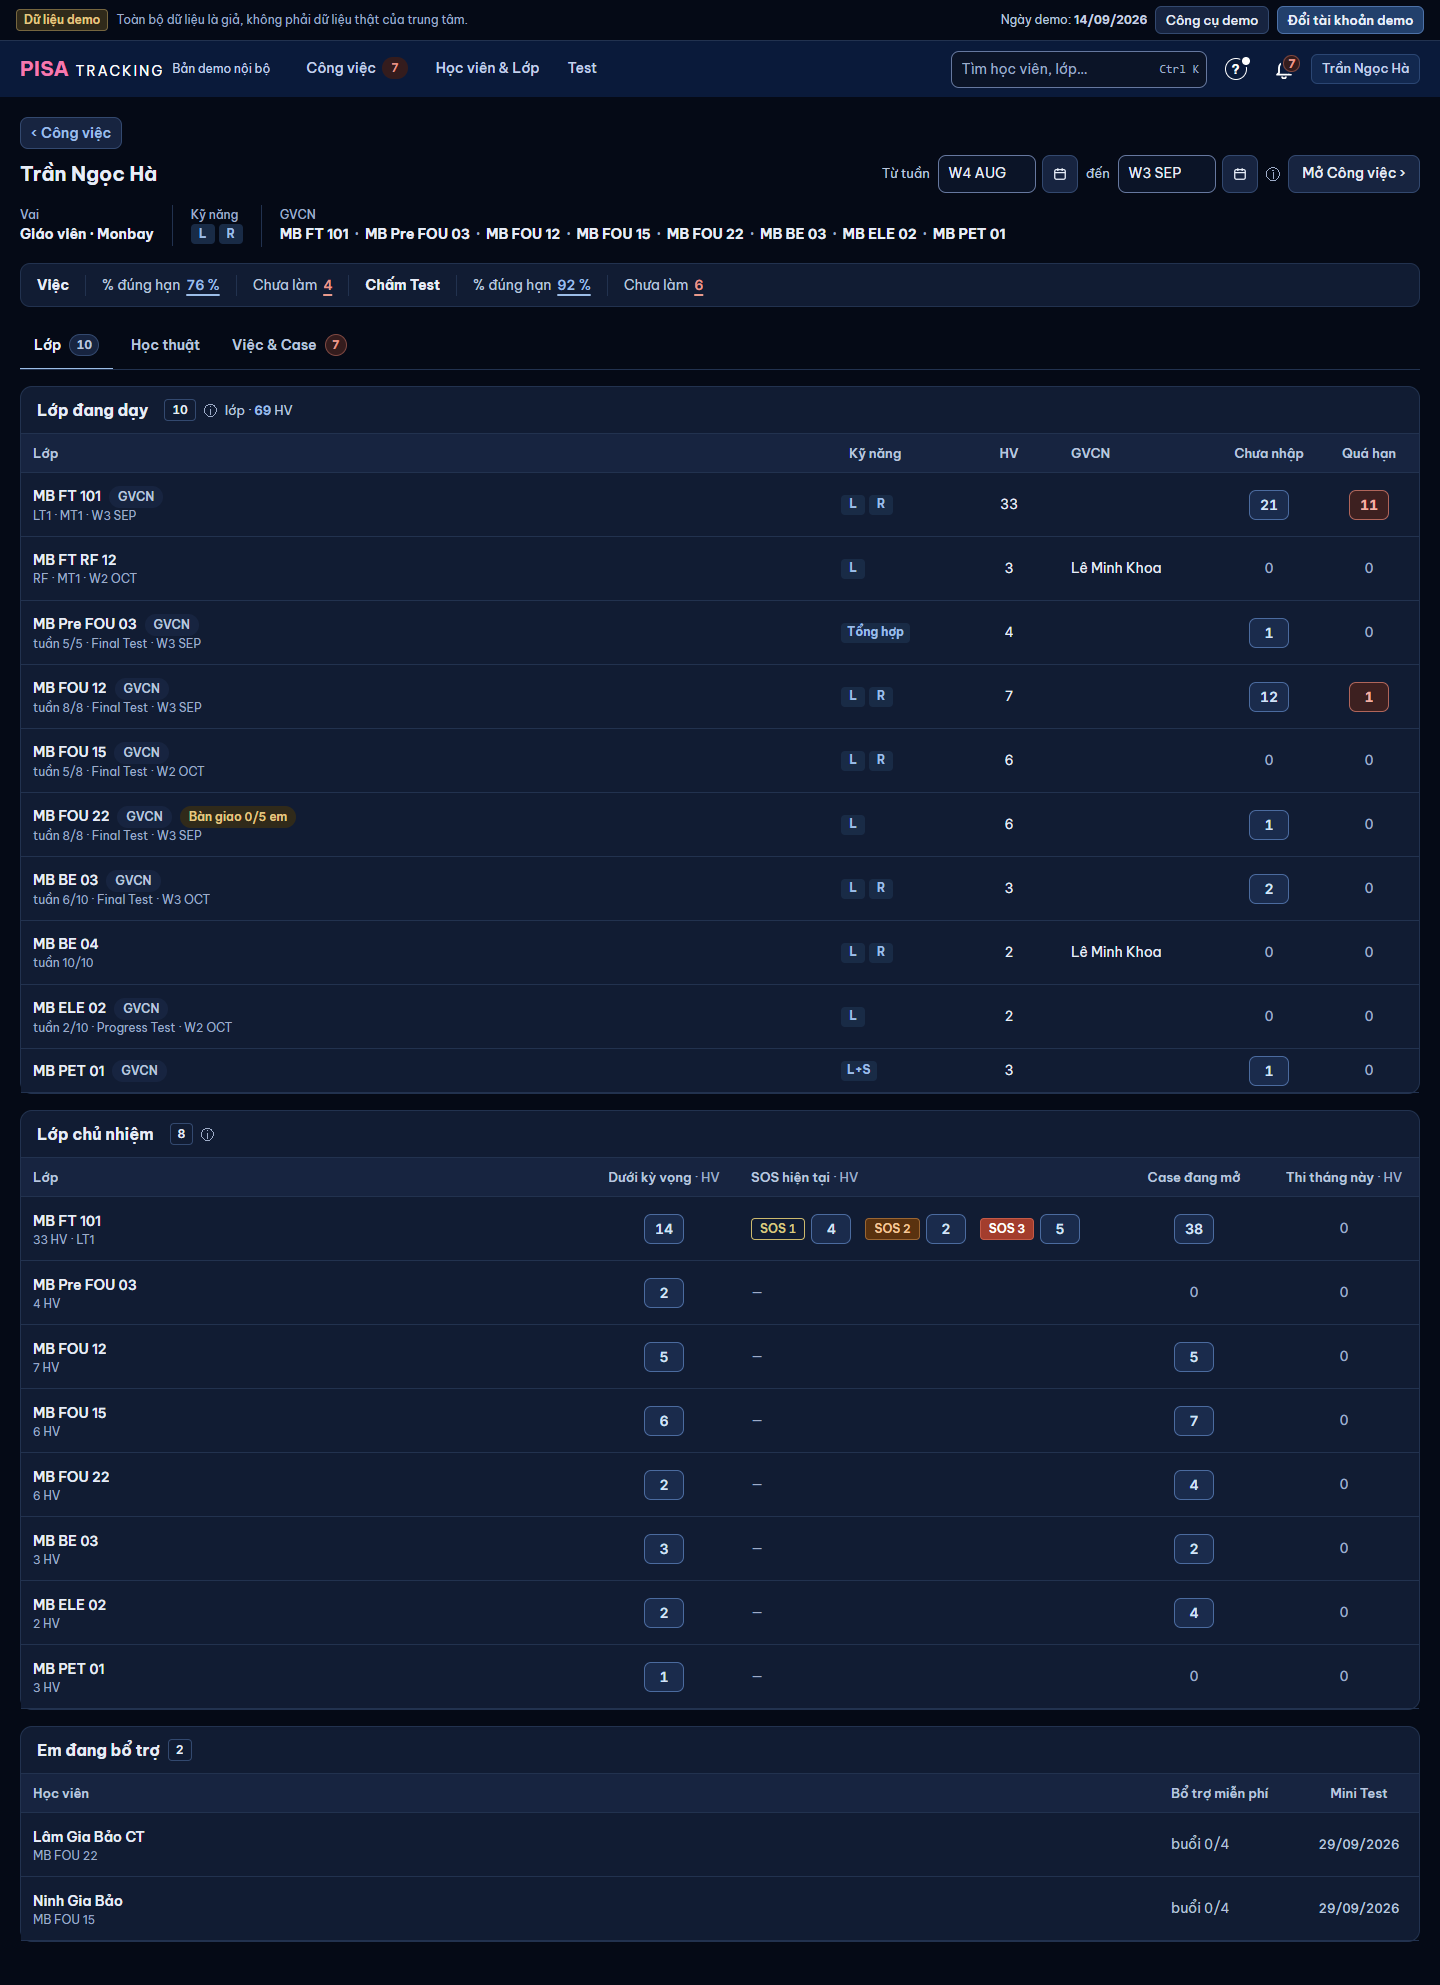 Dữ liệu demo Toàn bộ dữ liệu là giả, không phải dữ liệu thật của trung tâm. Ngày demo: 14/09/2026 Công cụ demo Đổi tài khoản demo
PISA TRACKING Bản demo nội bộ Công việc 7 Học viên & Lớp Test Tìm học viên, lớp... Ctrl K ? 7 Trần Ngọc Hà
‹ Công việc
Trần Ngọc Hà Từ tuần W4 AUG đến W3 SEP ⓘ Mở Công việc ›
Vai Kỹ năng GVCN
Giáo viên · Monbay L R MB FT 101 · MB Pre FOU 03 · MB FOU 12 · MB FOU 15 · MB FOU 22 · MB BE 03 · MB ELE 02 · MB PET 01
Việc % đúng hạn 76 % Chưa làm 4 Chấm Test % đúng hạn 92 % Chưa làm 6
Lớp 10 Học thuật Việc & Case 7
Lớp đang dạy 10 ⓘ lớp · 69 HV
Lớp Kỹ năng HV GVCN Chưa nhập Quá hạn
MB FT 101 GVCN L R 33 21 11
LT1 · MT1 · W3 SEP
MB FT RF 12 L 3 Lê Minh Khoa 0 0
RF · MT1 · W2 OCT
MB Pre FOU 03 GVCN Tổng hợp 4 1 0
tuần 5/5 · Final Test · W3 SEP
MB FOU 12 GVCN L R 7 12 1
tuần 8/8 · Final Test · W3 SEP
MB FOU 15 GVCN L R 6 0 0
tuần 5/8 · Final Test · W2 OCT
MB FOU 22 GVCN Bàn giao 0/5 em L 6 1 0
tuần 8/8 · Final Test · W3 SEP
MB BE 03 GVCN L R 3 2 0
tuần 6/10 · Final Test · W3 OCT
MB BE 04 L R 2 Lê Minh Khoa 0 0
tuần 10/10
MB ELE 02 GVCN L 2 0 0
tuần 2/10 · Progress Test · W2 OCT
MB PET 01 GVCN L+S 3 1 0
Lớp chủ nhiệm 8 ⓘ
Lớp Dưới kỳ vọng · HV SOS hiện tại · HV Case đang mở Thi tháng này · HV
MB FT 101 14 SOS 1 4 SOS 2 2 SOS 3 5 38 0
33 HV · LT1
MB Pre FOU 03 2 – 0 0
4 HV
MB FOU 12 5 – 5 0
7 HV
MB FOU 15 6 – 7 0
6 HV
MB FOU 22 2 – 4 0
6 HV
MB BE 03 3 – 2 0
3 HV
MB ELE 02 2 – 4 0
2 HV
MB PET 01 1 – 0 0
3 HV
Em đang bổ trợ 2
Học viên Bổ trợ miễn phí Mini Test
Lâm Gia Bảo CT buổi 0/4 29/09/2026
MB FOU 22
Ninh Gia Bảo buổi 0/4 29/09/2026
MB FOU 15